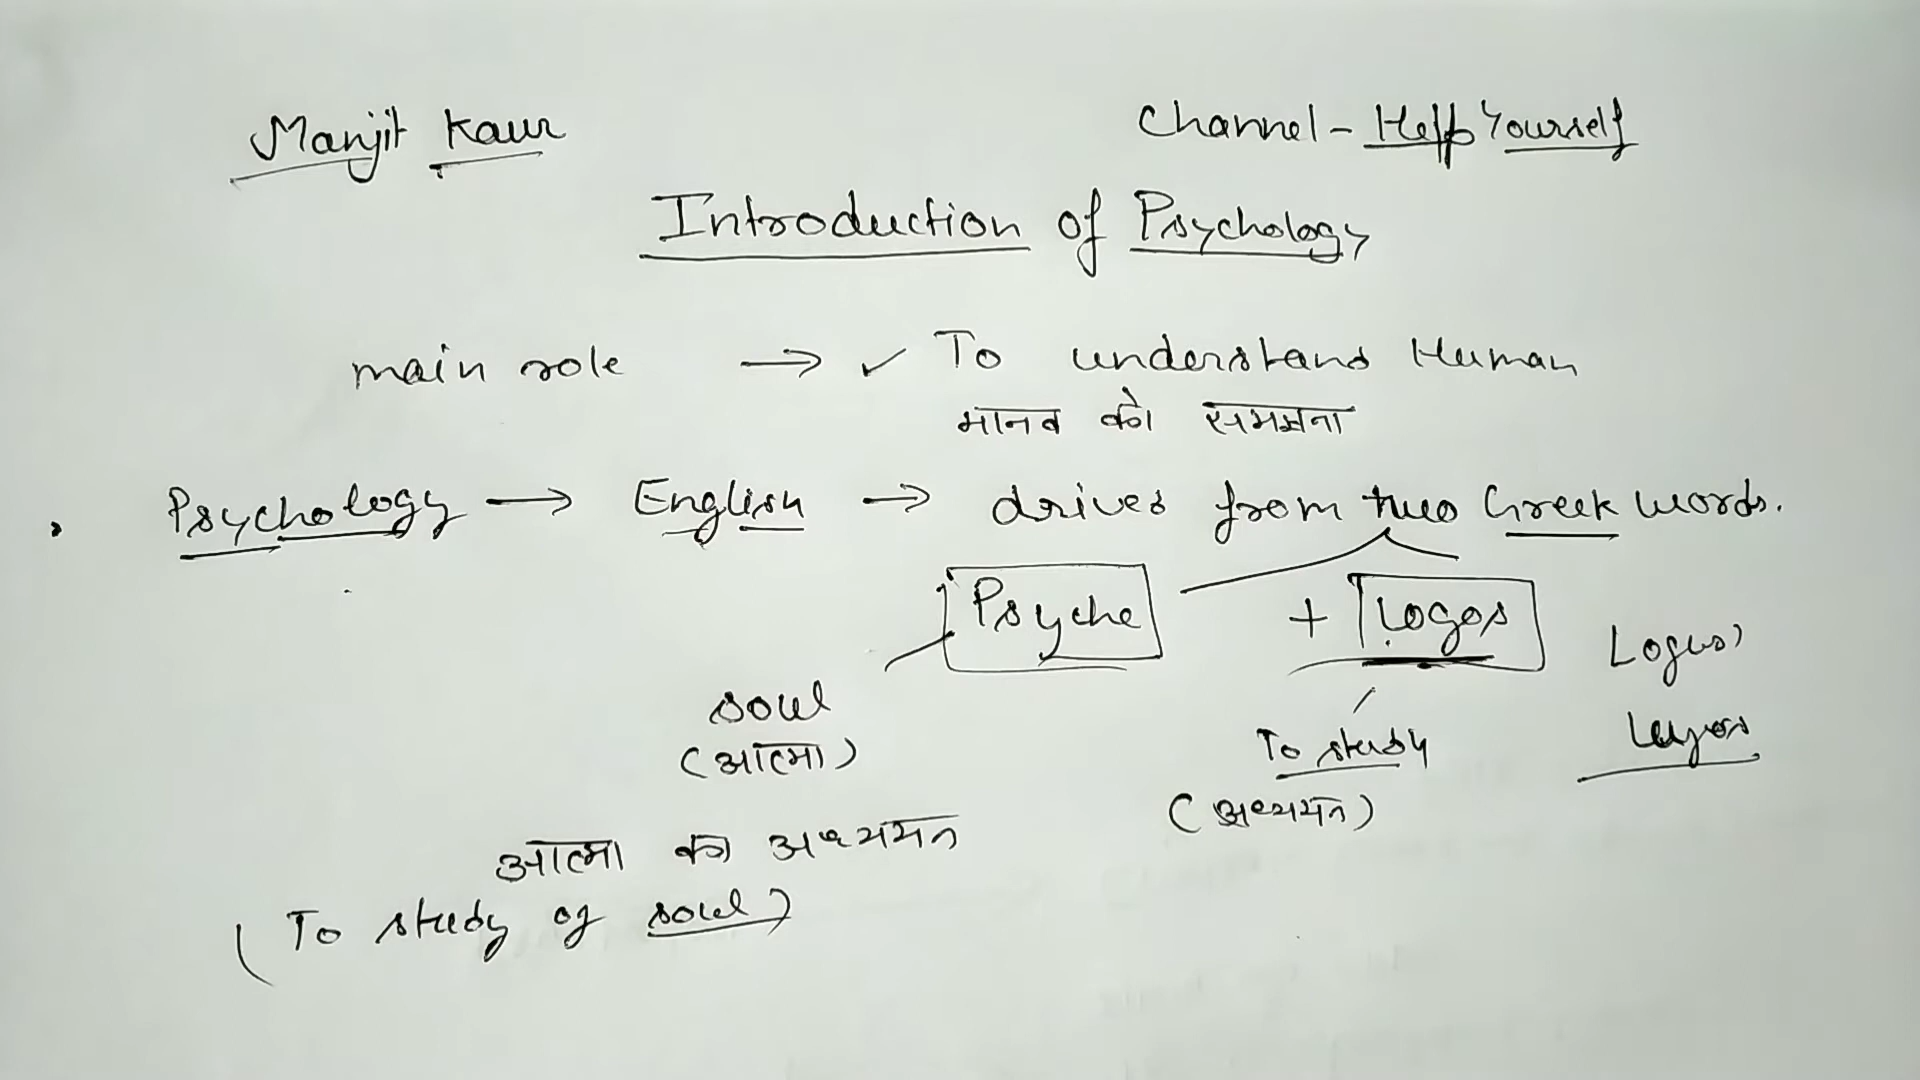 Manjit Kaur
Channel - Help Yourself
Introduction of Psychology
main role → ✓ To understand Human
मानव को समझना
Psychology → English → drives from two Greek words.
Psyche + Logos
Logus
soul
To study
(आत्मा)
(अध्ययन)
आत्मा का अध्ययन
(To study of soul)